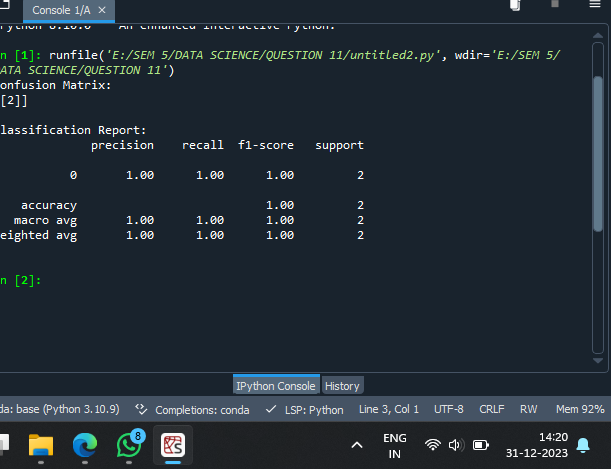 Console 1/A
Python 8.10.0 -- An enhanced Interactive Python.
n [1]: runfile('E:/SEM 5/DATA SCIENCE/QUESTION 11/untitled2.py', wdir='E:/SEM 5/
ATA SCIENCE/QUESTION 11')
onfusion Matrix:
[2]]
lassification Report:
precision recall f1-score support
0 1.00 1.00 1.00 2
accuracy 1.00 2
macro avg 1.00 1.00 1.00 2
eighted avg 1.00 1.00 1.00 2
n [2]:
IPython Console History
da: base (Python 3.10.9) Completions: conda LSP: Python Line 3, Col 1 UTF-8 CRLF RW Mem 92%
8
ENG
IN
14:20
31-12-2023